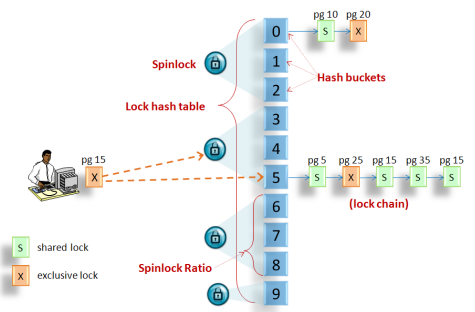 pg 10 pg 20
0 S X
Spinlock
1
Hash buckets
2
Lock hash table
3
4
pg 15
pg 5 pg 25 pg 15 pg 35 pg 15
X
5 S X S S S
6
(lock chain)
7
S shared lock
Spinlock Ratio
8
X exclusive lock
9